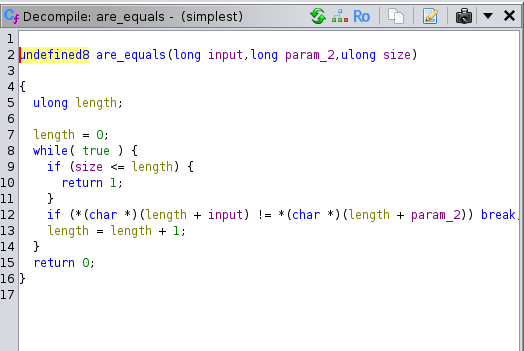 Decompile: are_equals - (simplest)
Ro
1
2 undefined8 are_equals(long input,long param_2,ulong size)
3
4 {
5 ulong length;
6
7 length = 0;
8 while( true ) {
9 if (size <= length) {
10 return 1;
11 }
12 if (*(char *)(length + input) != *(char *)(length + param_2)) break
13 length = length + 1;
14 }
15 return 0;
16 }
17